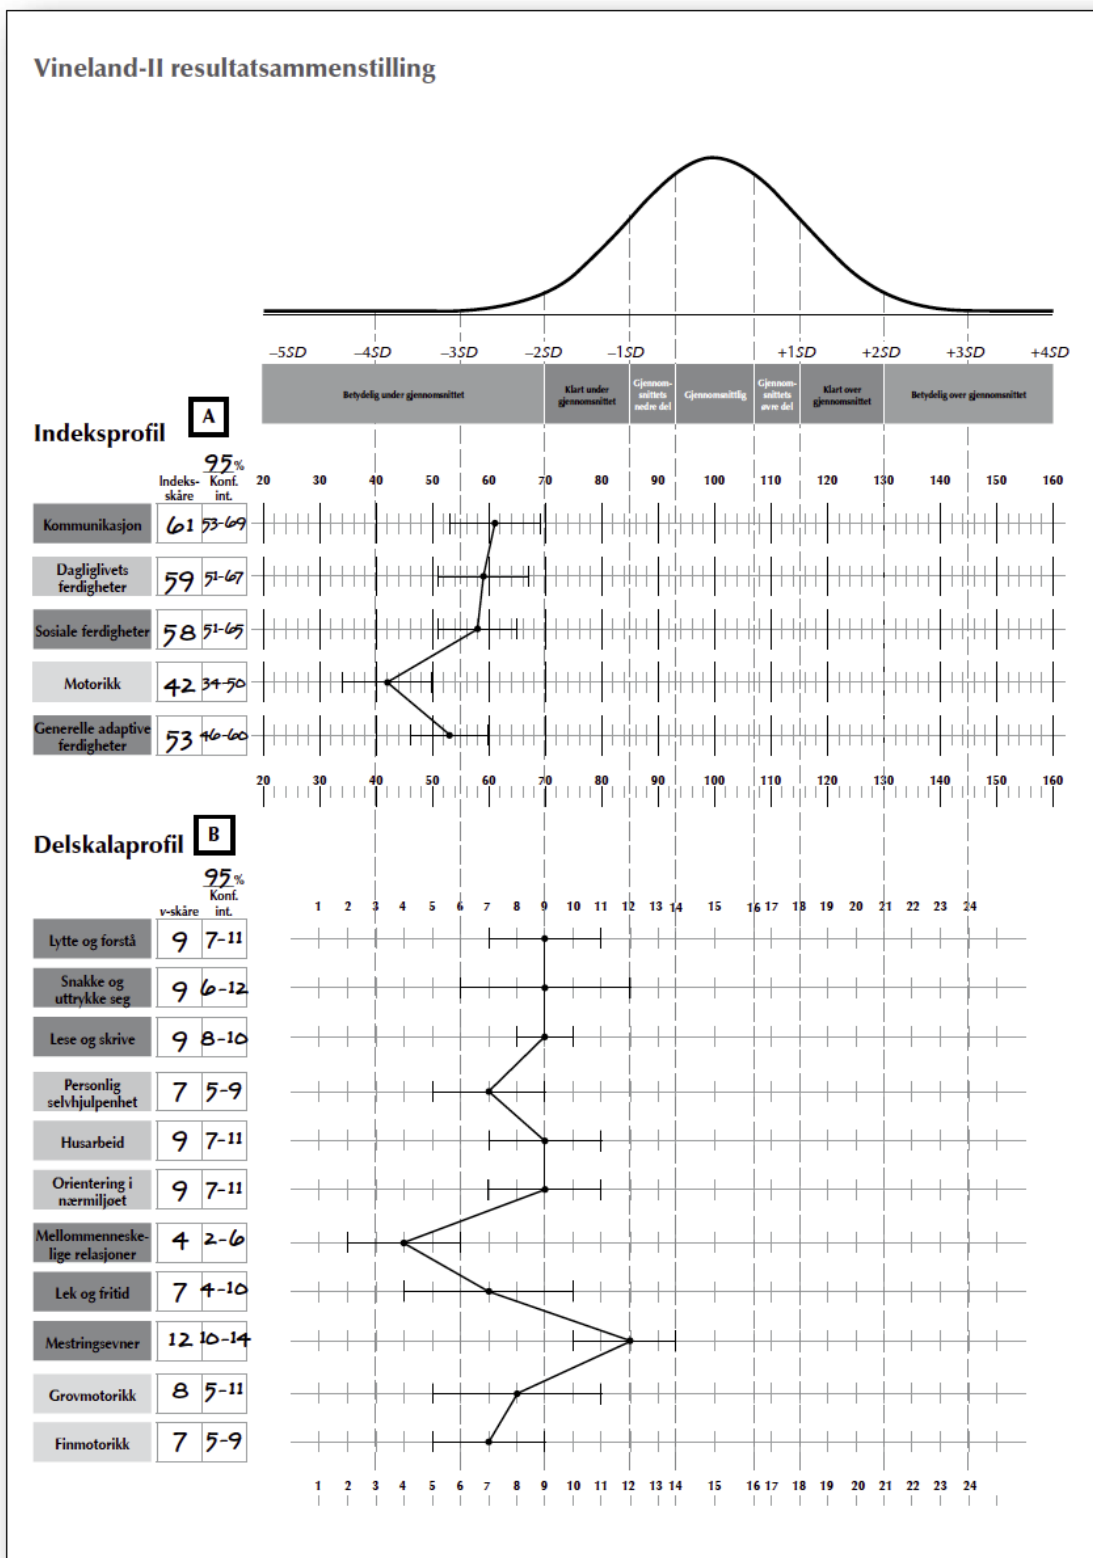 Vineland-II resultatsammenstilling
–5SD –4SD –3SD –2SD –1SD +1SD +2SD +3SD +4SD
Betydelig under gjennomsnittet
Klart under
gjennomsnittet
Gjennom-
snittets
nedre del
Gjennomsnittlig
Gjennom-
snittets
øvre del
Klart over
gjennomsnittet
Betydelig over gjennomsnittet
Indeksprofil A
Indeks-
skåre
95%
Konf.
int.
20 30 40 50 60 70 80 90 100 110 120 130 140 150 160
Kommunikasjon 61 53-69
Dagliglivets
ferdigheter
59 51-67
Sosiale ferdigheter 58 51-65
Motorikk 42 34-50
Generelle adaptive
ferdigheter
53 46-60
20 30 40 50 60 70 80 90 100 110 120 130 140 150 160
Delskalaprofil B
v-skåre
95%
Konf.
int.
1 2 3 4 5 6 7 8 9 10 11 12 13 14 15 16 17 18 19 20 21 22 23 24
Lytte og forstå 9 7-11
Snakke og
uttrykke seg
9 6-12
Lese og skrive 9 8-10
Personlig
selvhjulpenhet
7 5-9
Husarbeid 9 7-11
Orientering i
nærmiljøet
9 7-11
Mellommenneske-
lige relasjoner
4 2-6
Lek og fritid 7 4-10
Mestringsevner 12 10-14
Grovmotorikk 8 5-11
Finmotorikk 7 5-9
1 2 3 4 5 6 7 8 9 10 11 12 13 14 15 16 17 18 19 20 21 22 23 24